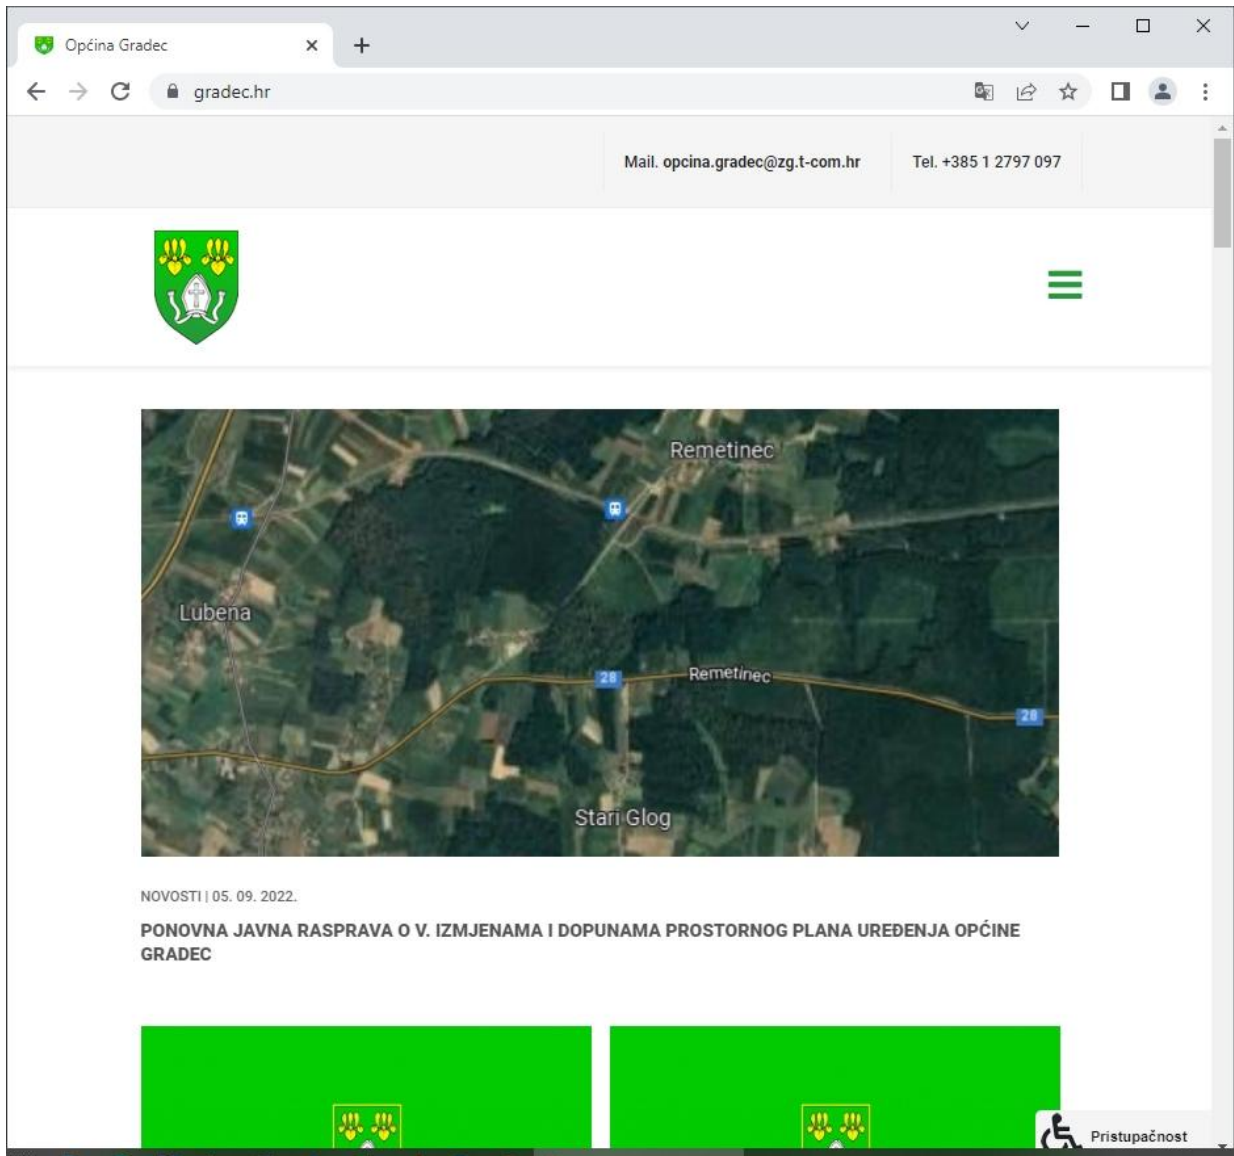 Općina Gradec
gradec.hr
Mail. opcina.gradec@zg.t-com.hr
Tel. +385 1 2797 097
Remetinec
Lubena
28
Remetinec
28
Stari Glog
NOVOSTI | 05. 09. 2022.
PONOVNA JAVNA RASPRAVA O V. IZMJENAMA I DOPUNAMA PROSTORNOG PLANA UREĐENJA OPĆINE
GRADEC
Pristupačnost